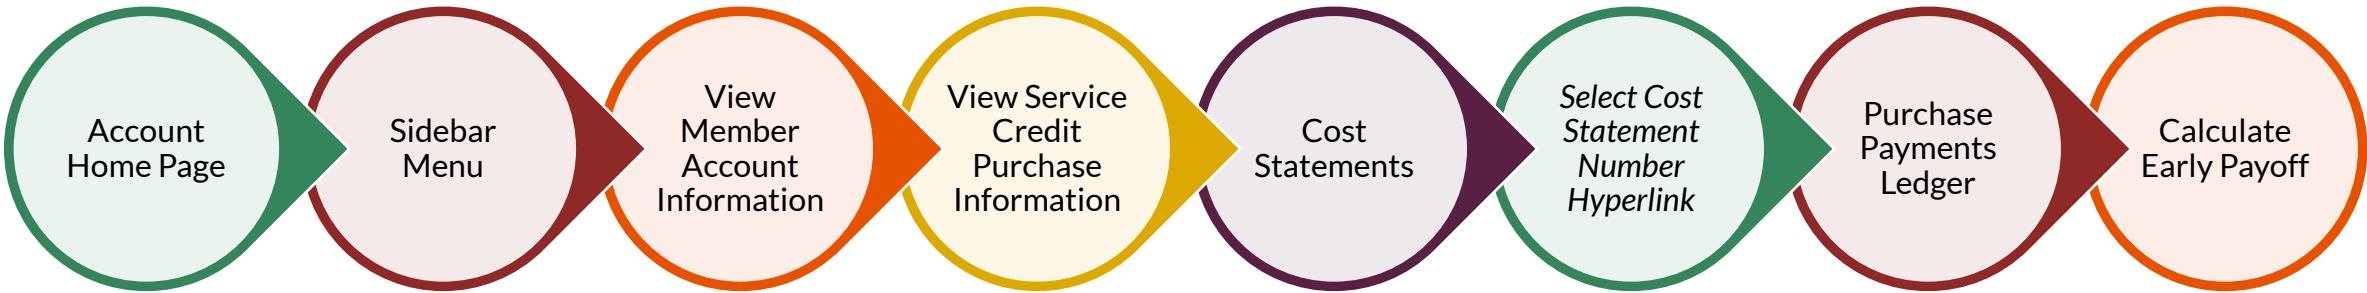 Account
Home Page
Sidebar
Menu
View
Member
Account
Information
View Service
Credit
Purchase
Information
Cost
Statements
Select Cost
Statement
Number
Hyperlink
Purchase
Payments
Ledger
Calculate
Early Payoff